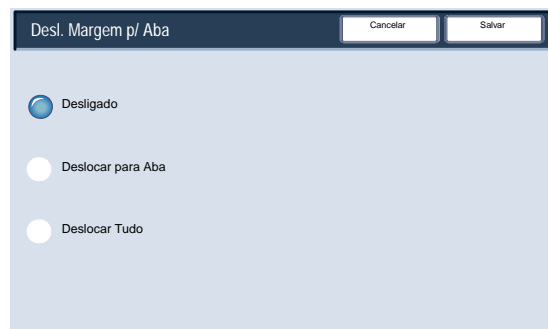 Desl. Margem p/ Aba Cancelar Salvar
Desligado
Deslocar para Aba
Deslocar Tudo